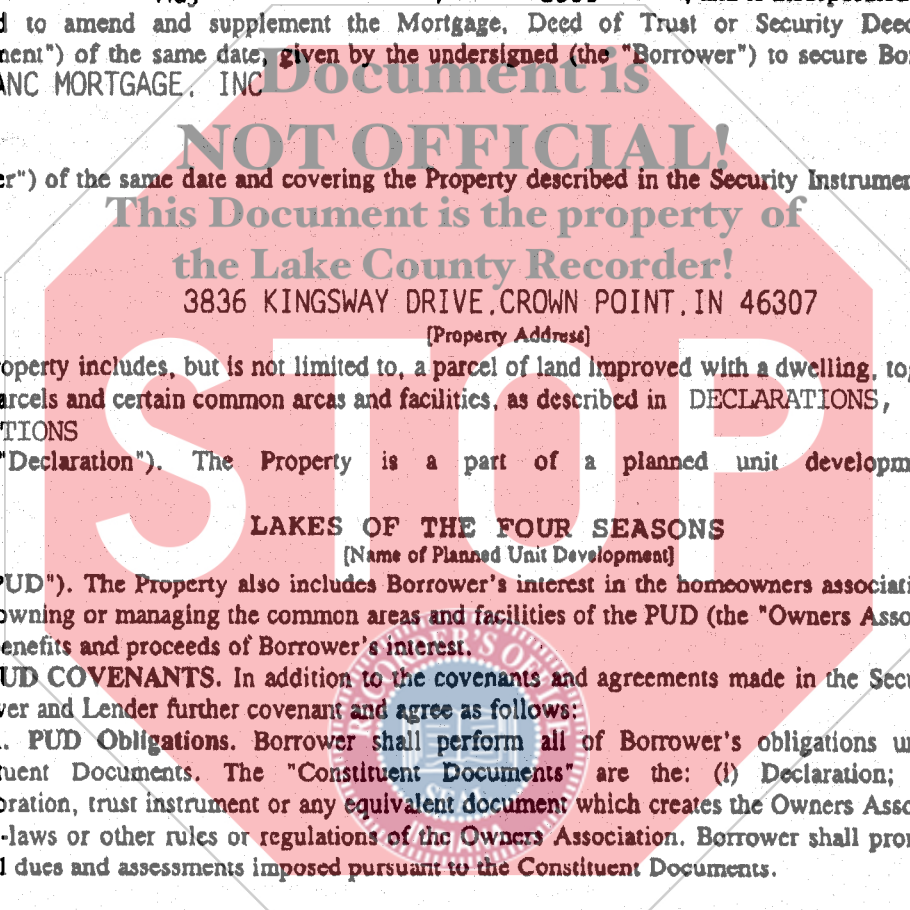 d to amend and supplement the Mortgage, Deed of Trust or Security Deed
ment") of the same date, given by the undersigned (the "Borrower") to secure Bor
ANC MORTGAGE, INC
Document is
NOT OFFICIAL!
er") of the same date and covering the Property described in the Security Instrumen
This Document is the property of
the Lake County Recorder!
3836 KINGSWAY DRIVE,CROWN POINT,IN 46307
[Property Address]
operty includes, but is not limited to, a parcel of land improved with a dwelling, tog
arcels and certain common areas and facilities, as described in DECLARATIONS,
TIONS
"Declaration"). The Property is a part of a planned unit developm
STOP
LAKES OF THE FOUR SEASONS
[Name of Planned Unit Development]
PUD"). The Property also includes Borrower's interest in the homeowners associati
owning or managing the common areas and facilities of the PUD (the "Owners Asso
enefits and proceeds of Borrower's interest.
UD COVENANTS. In addition to the covenants and agreements made in the Secu
ver and Lender further covenant and agree as follows:
. PUD Obligations. Borrower shall perform all of Borrower's obligations un
tuent Documents. The "Constituent Documents" are the: (i) Declaration;
oration, trust instrument or any equivalent document which creates the Owners Asso
-laws or other rules or regulations of the Owners Association. Borrower shall pron
l dues and assessments imposed pursuant to the Constituent Documents.
RECORDER'S OFFICE
SEAL